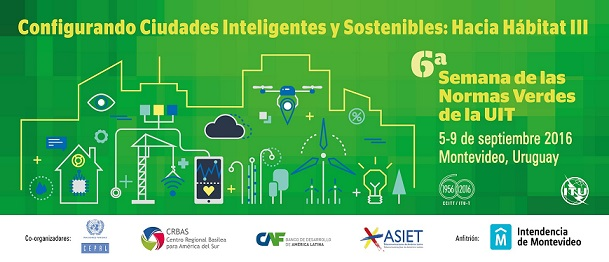 Configurando Ciudades Inteligentes y Sostenibles: Hacia Hábitat III
6ª
Semana de las
Normas Verdes
de la UIT
5-9 de septiembre 2016
Montevideo, Uruguay
1956 2016
CCITT / ITU-T
ITU
Co-organizadores:
CEPAL
CRBAS
Centro Regional Basilea
para América del Sur
CAF
BANCO DE DESARROLLO
DE AMÉRICA LATINA
ASIET
Anfitrión:
Intendencia
de Montevideo